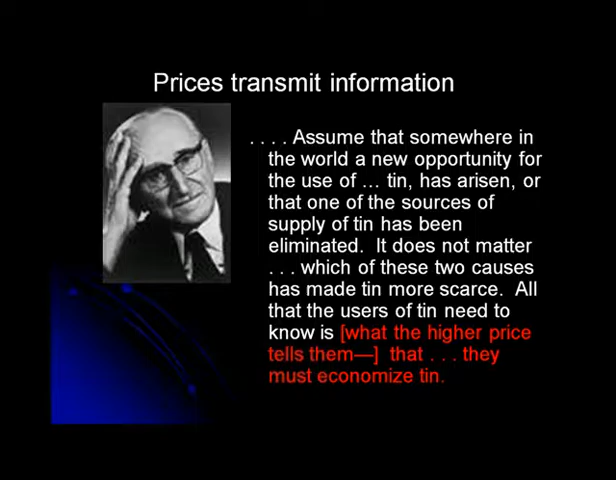 Prices transmit information
. . . . Assume that somewhere in
the world a new opportunity for
the use of … tin, has arisen, or
that one of the sources of
supply of tin has been
eliminated.  It does not matter
. . . which of these two causes
has made tin more scarce.  All
that the users of tin need to
know is [what the higher price
tells them—]  that . . . they
must economize tin.